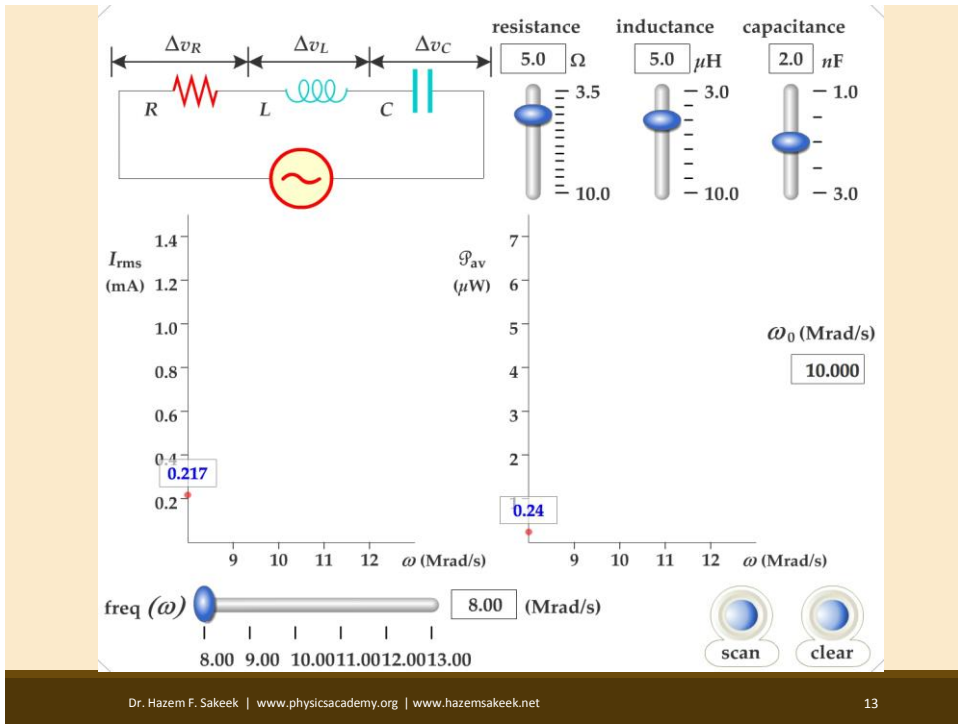 resistance inductance capacitance
Δv_R Δv_L Δv_C
5.0 Ω 5.0 μH 2.0 nF
3.5 3.0 1.0
R L C
10.0 10.0 3.0
I_rms
(mA)
1.4
1.2
1.0
0.8
0.6
0.4
0.217
0.2
9 10 11 12 ω (Mrad/s)
𝒫_av
(μW)
7
6
5
4
3
2
1
0.24
9 10 11 12 ω (Mrad/s)
ω₀ (Mrad/s)
10.000
freq (ω) 8.00 (Mrad/s)
8.00 9.00 10.00 11.00 12.00 13.00
scan clear
Dr. Hazem F. Sakeek | www.physicsacademy.org | www.hazemsakeek.net 13